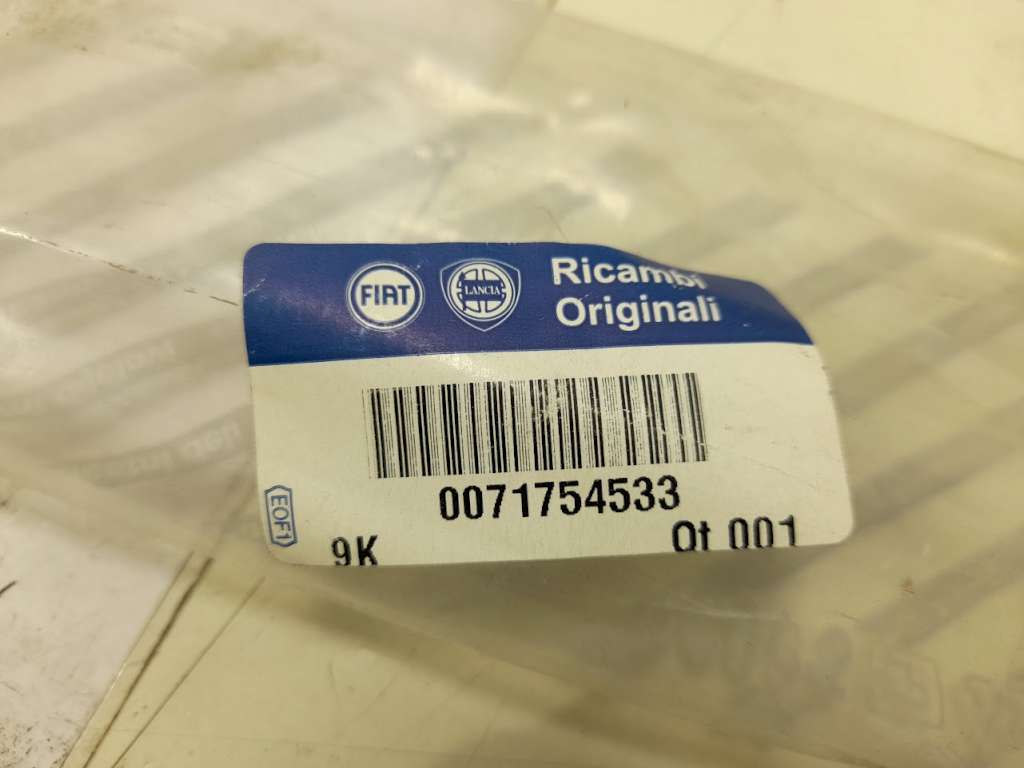 FIAT
LANCIA
Ricambi
Originali
0071754533
EOF1
9K
Qt 001